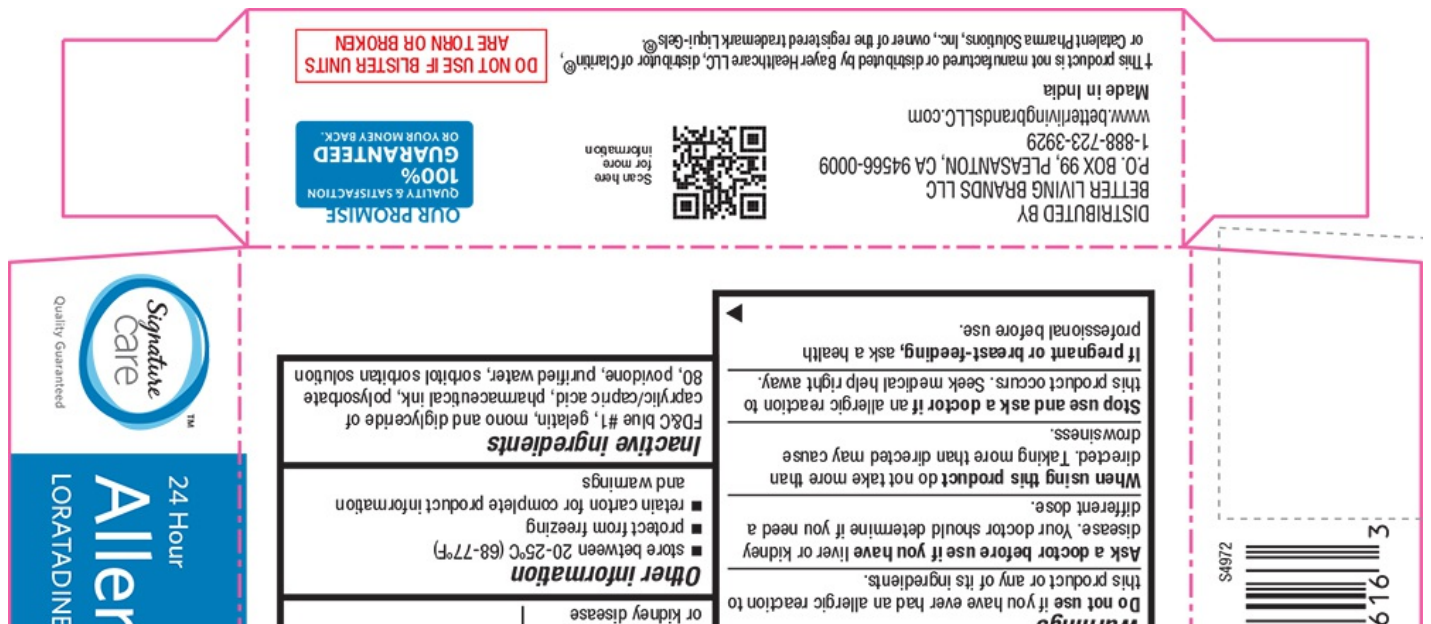 † This product is not manufactured or distributed by Bayer Healthcare LLC, distributor of Claritin®,
or Catalent Pharma Solutions, Inc., owner of the registered trademark Liqui-Gels®.
DO NOT USE IF BLISTER UNITS
ARE TORN OR BROKEN
DISTRIBUTED BY
BETTER LIVING BRANDS LLC
P.O. BOX 99, PLEASANTON, CA 94566-0009
1-888-723-3929
www.betterlivingbrandsLLC.com
Made in India
Scan here
for more
information
OUR PROMISE
QUALITY & SATISFACTION
100%
GUARANTEED
OR YOUR MONEY BACK.
Warnings
Do not use if you have ever had an allergic reaction to
this product or any of its ingredients.
Ask a doctor before use if you have liver or kidney
disease. Your doctor should determine if you need a
different dose.
When using this product do not take more than
directed. Taking more than directed may cause
drowsiness.
Stop use and ask a doctor if an allergic reaction to
this product occurs. Seek medical help right away.
If pregnant or breast-feeding, ask a health
professional before use.
or kidney disease
Other information
■ store between 20-25°C (68-77°F)
■ protect from freezing
■ retain carton for complete product information
and warnings
Inactive ingredients
FD&C blue #1, gelatin, mono and diglyceride of
caprylic/capric acid, pharmaceutical ink, polysorbate
80, povidone, purified water, sorbitol sorbitan solution
Signature
care
™
Quality Guaranteed
24 Hour
Aller
LORATADINE
S4972
616 3